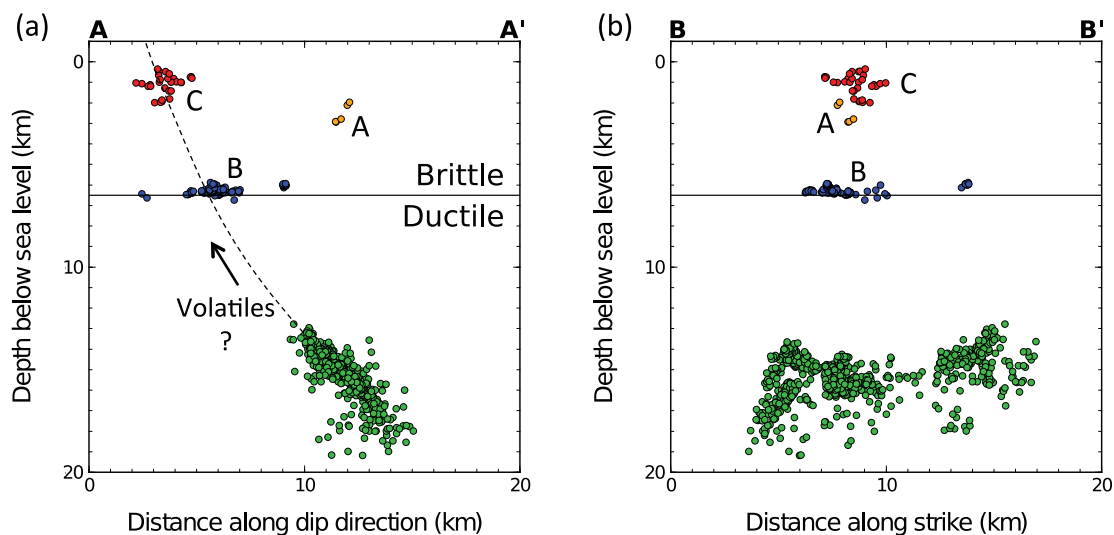 (a)
A
A'
0
10
20
Depth below sea level (km)
C
A
B
Brittle
Ductile
Volatiles
?
0
10
20
Distance along dip direction (km)
(b)
B
B'
0
10
20
Depth below sea level (km)
C
A
B
0
10
20
Distance along strike (km)